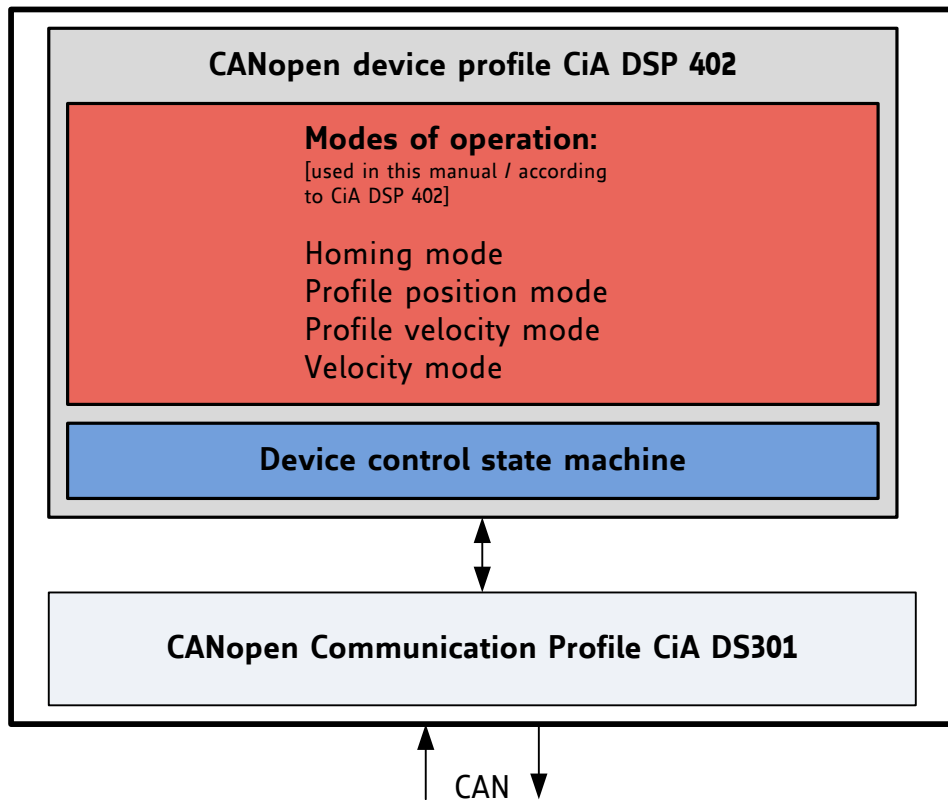 CANopen device profile CiA DSP 402
Modes of operation:
[used in this manual / according
to CiA DSP 402]
Homing mode
Profile position mode
Profile velocity mode
Velocity mode
Device control state machine
CANopen Communication Profile CiA DS301
CAN